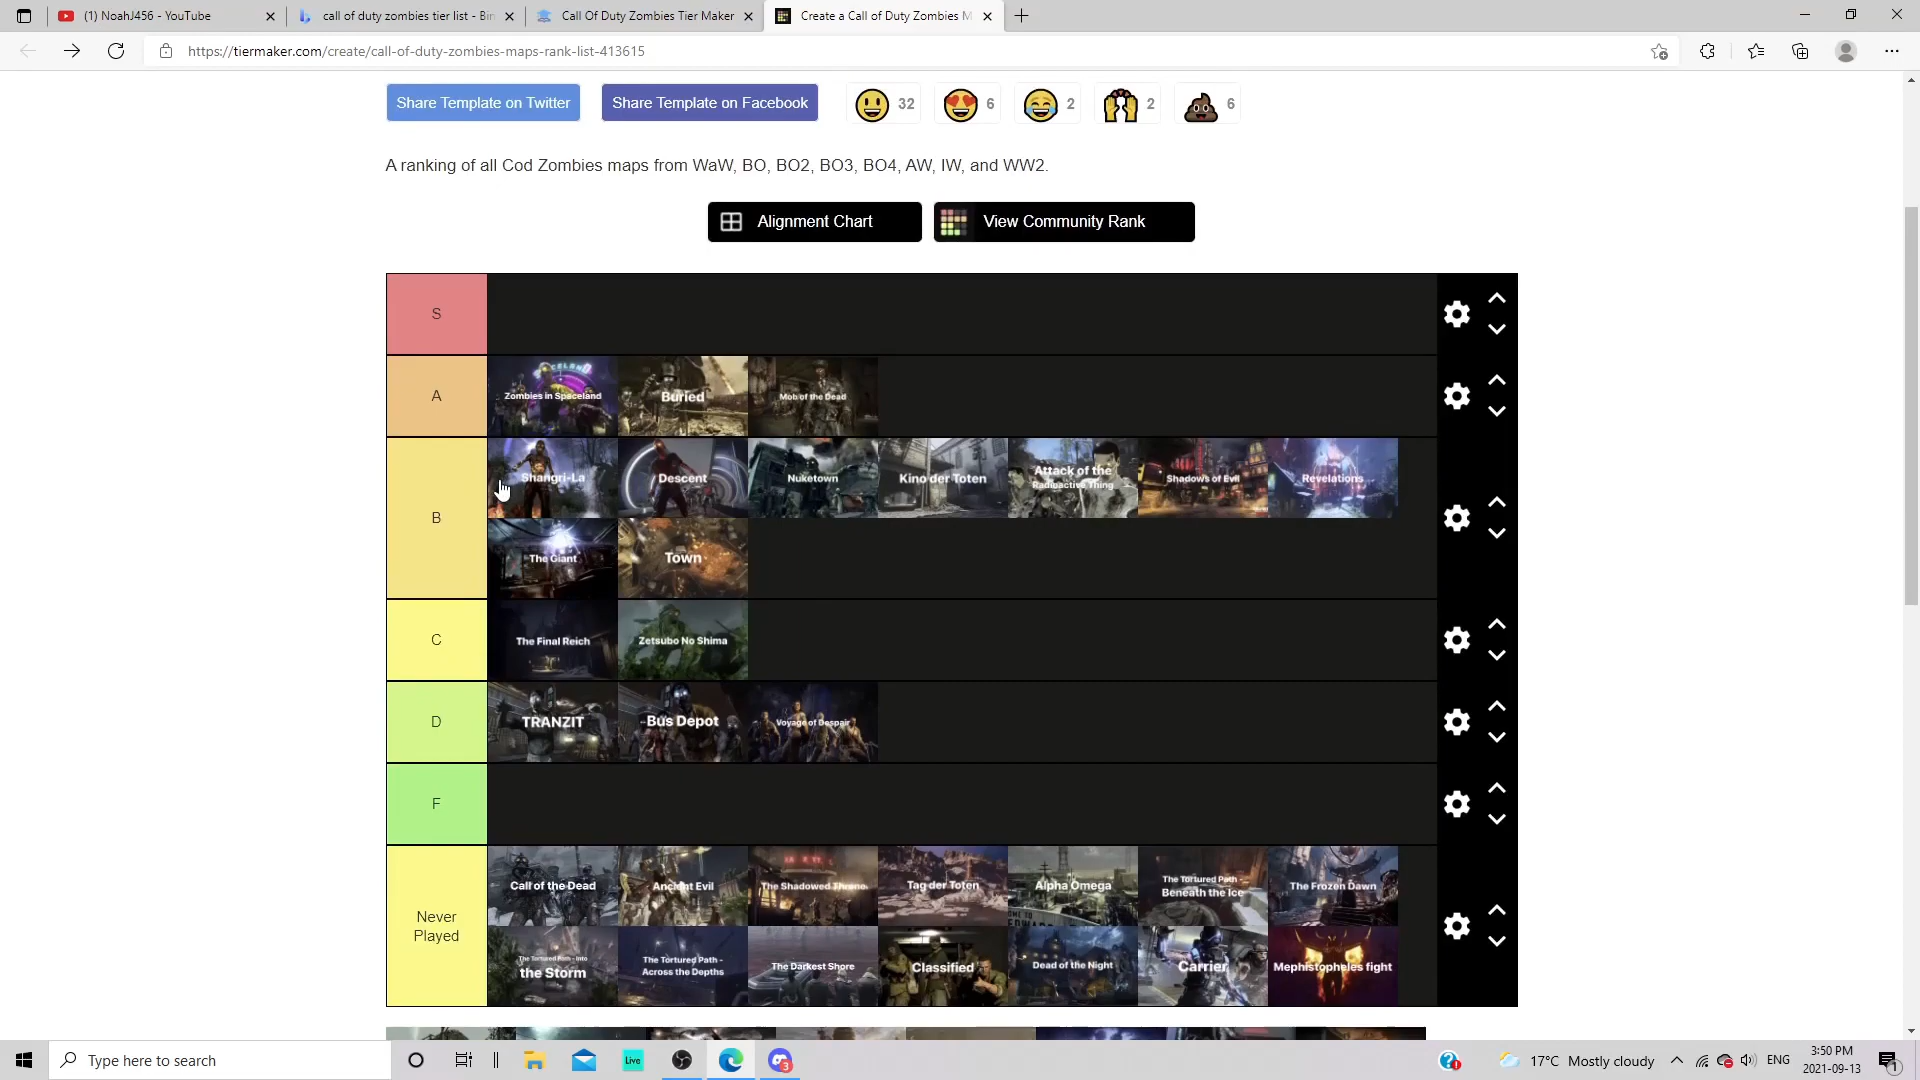 (1) NoahJ456 - YouTube
call of duty zombies tier list - Bin
Call Of Duty Zombies Tier Maker
Create a Call of Duty Zombies M
https://tiermaker.com/create/call-of-duty-zombies-maps-rank-list-413615
Share Template on Twitter
Share Template on Facebook
32
6
2
2
6
A ranking of all Cod Zombies maps from WaW, BO, BO2, BO3, BO4, AW, IW, and WW2.
Alignment Chart
View Community Rank
S
A
Zombies in Spaceland
Buried
Mob of the Dead
B
Shangri-La
Descent
Nuketown
Kino der Toten
Attack of the
Radioactive Thing
Shadows of Evil
Revelations
The Giant
Town
C
The Final Reich
Zetsubo No Shima
D
TRANZIT
Bus Depot
Voyage of Despair
F
Never
Played
Call of the Dead
Ancient Evil
The Shadowed Throne
Tag der Toten
Alpha Omega
The Tortured Path -
Beneath the Ice
The Frozen Dawn
The Tortured Path - Into
the Storm
The Tortured Path -
Across the Depths
The Darkest Shore
Classified
Dead of the Night
Carrier
Mephistopheles fight
Type here to search
Live
3
17°C Mostly cloudy
ENG
3:50 PM
2021-09-13
1